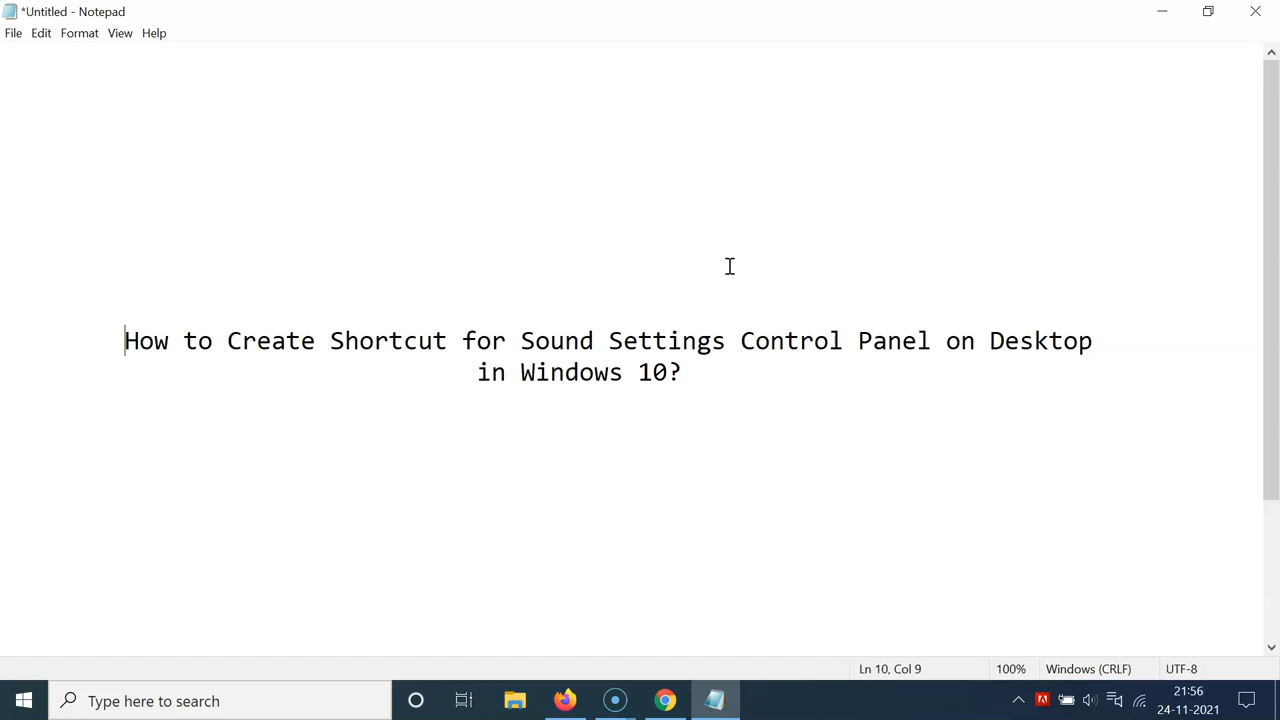 *Untitled - Notepad
File Edit Format View Help
How to Create Shortcut for Sound Settings Control Panel on Desktop
in Windows 10?
Ln 10, Col 9 100% Windows (CRLF) UTF-8
Type here to search
21:56
24-11-2021